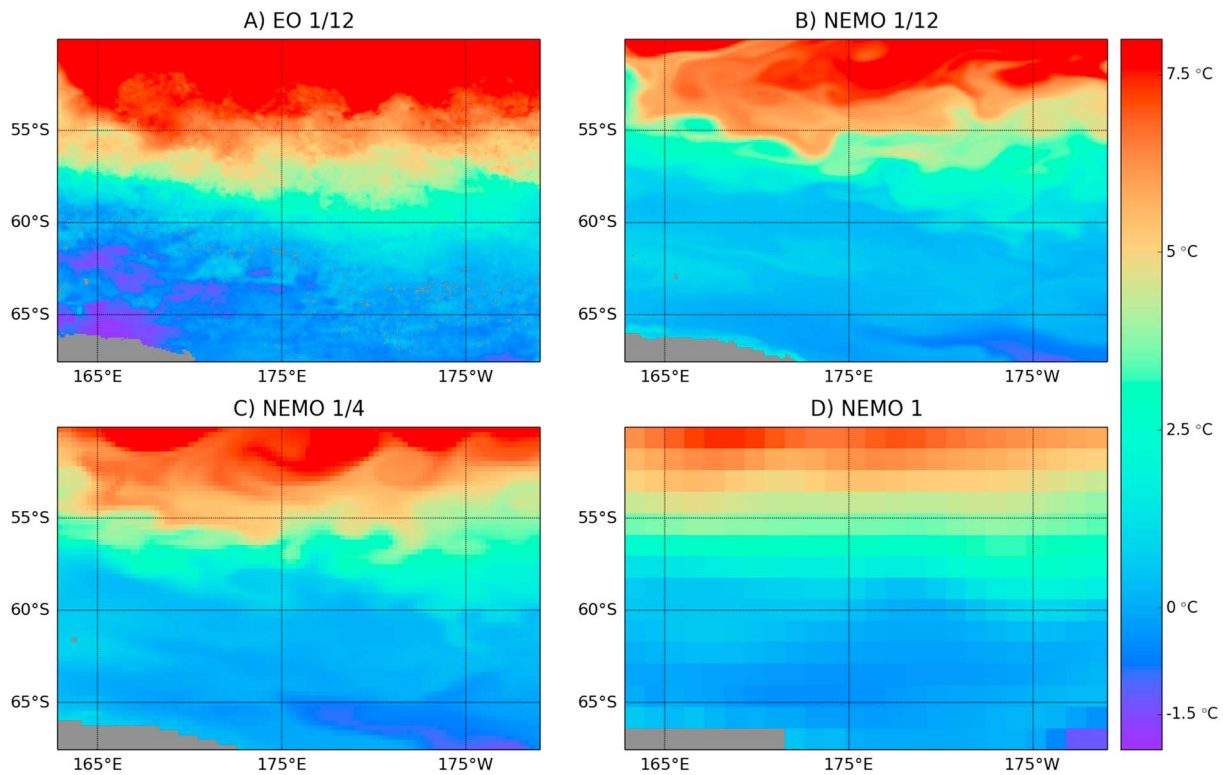 A) EO 1/12
B) NEMO 1/12
55°S
60°S
65°S
165°E
175°E
175°W
55°S
60°S
65°S
165°E
175°E
175°W
C) NEMO 1/4
D) NEMO 1
55°S
60°S
65°S
165°E
175°E
175°W
55°S
60°S
65°S
165°E
175°E
175°W
7.5 °C
5 °C
2.5 °C
0 °C
-1.5 °C